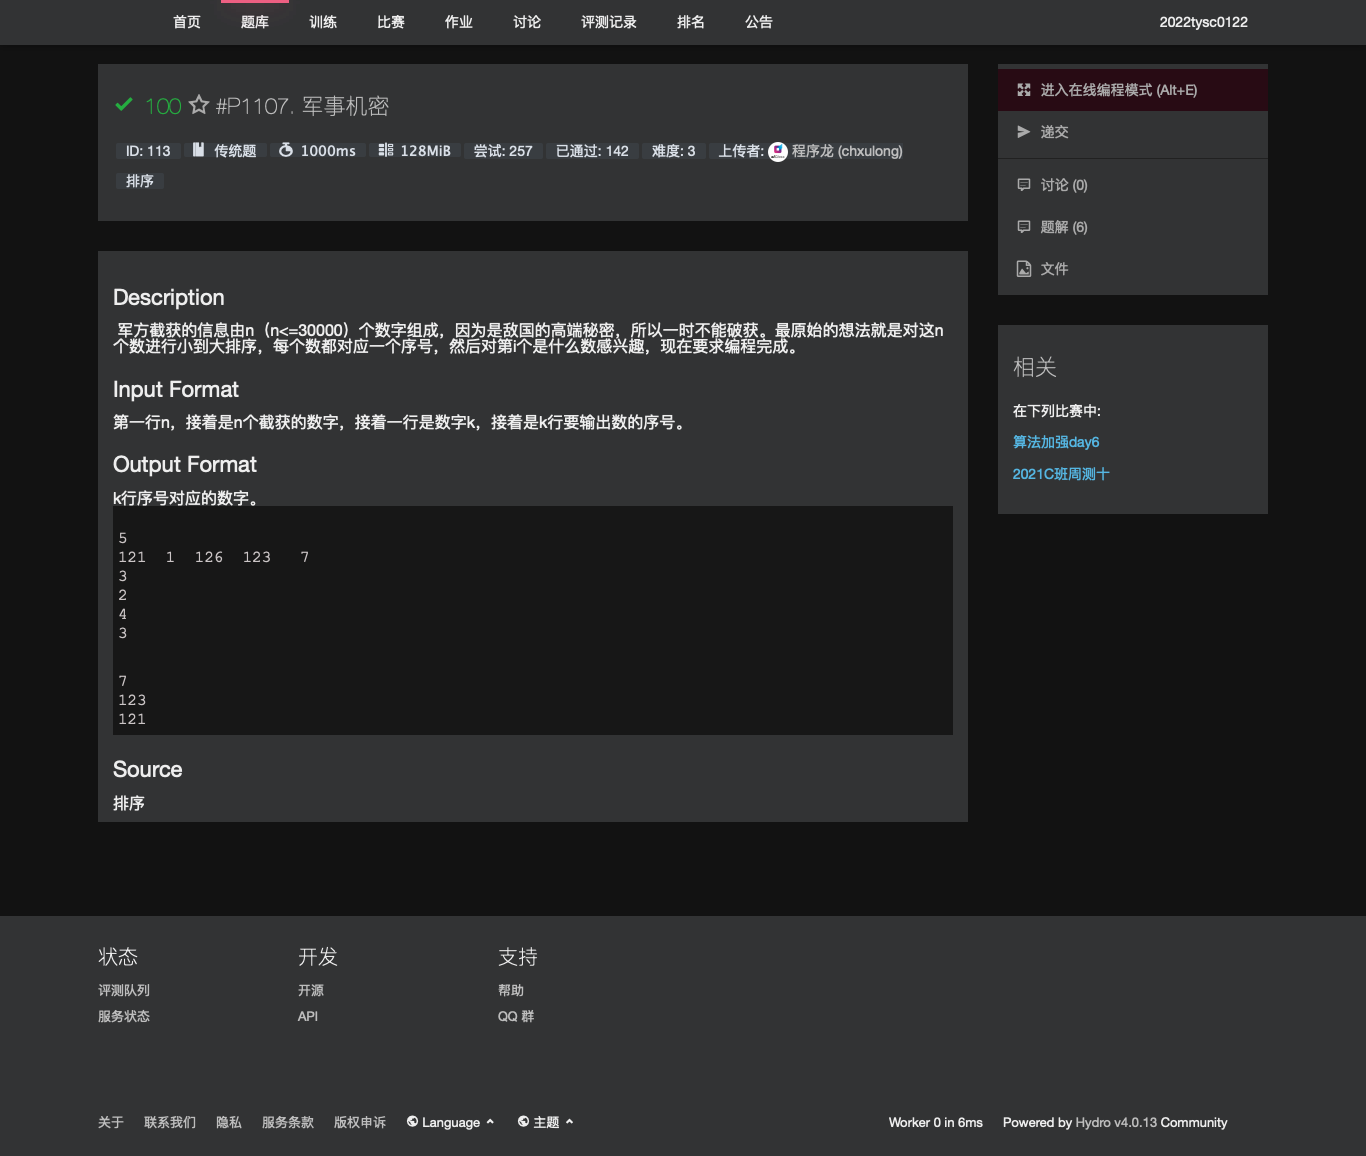 首页 题库 训练 比赛 作业 讨论 评测记录 排名 公告 2022tysc0122
100 #P1107. 军事机密
ID: 113 传统题 1000ms 128MiB 尝试: 257 已通过: 142 难度: 3 上传者: 程序龙 (chxulong)
排序
Description
军方截获的信息由n（n<=30000）个数字组成，因为是敌国的高端秘密，所以一时不能破获。最原始的想法就是对这n
个数进行小到大排序，每个数都对应一个序号，然后对第i个是什么数感兴趣，现在要求编程完成。
Input Format
第一行n，接着是n个截获的数字，接着一行是数字k，接着是k行要输出数的序号。
Output Format
k行序号对应的数字。
5
121 1 126 123 7
3
2
4
3
7
123
121
Source
排序
进入在线编程模式 (Alt+E)
递交
讨论 (0)
题解 (6)
文件
相关
在下列比赛中:
算法加强day6
2021C班周测十
状态
评测队列
服务状态
开发
开源
API
支持
帮助
QQ 群
关于 联系我们 隐私 服务条款 版权申诉 Language 主题 Worker 0 in 6ms Powered by Hydro v4.0.13 Community